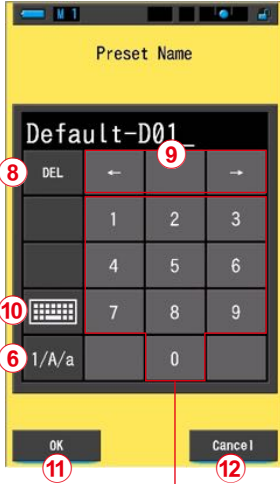 M 1
Preset Name
Default-D01_
9
8 DEL ← →
1 2 3
4 5 6
10 7 8 9
6 1/A/a 0
OK Cancel
11 12